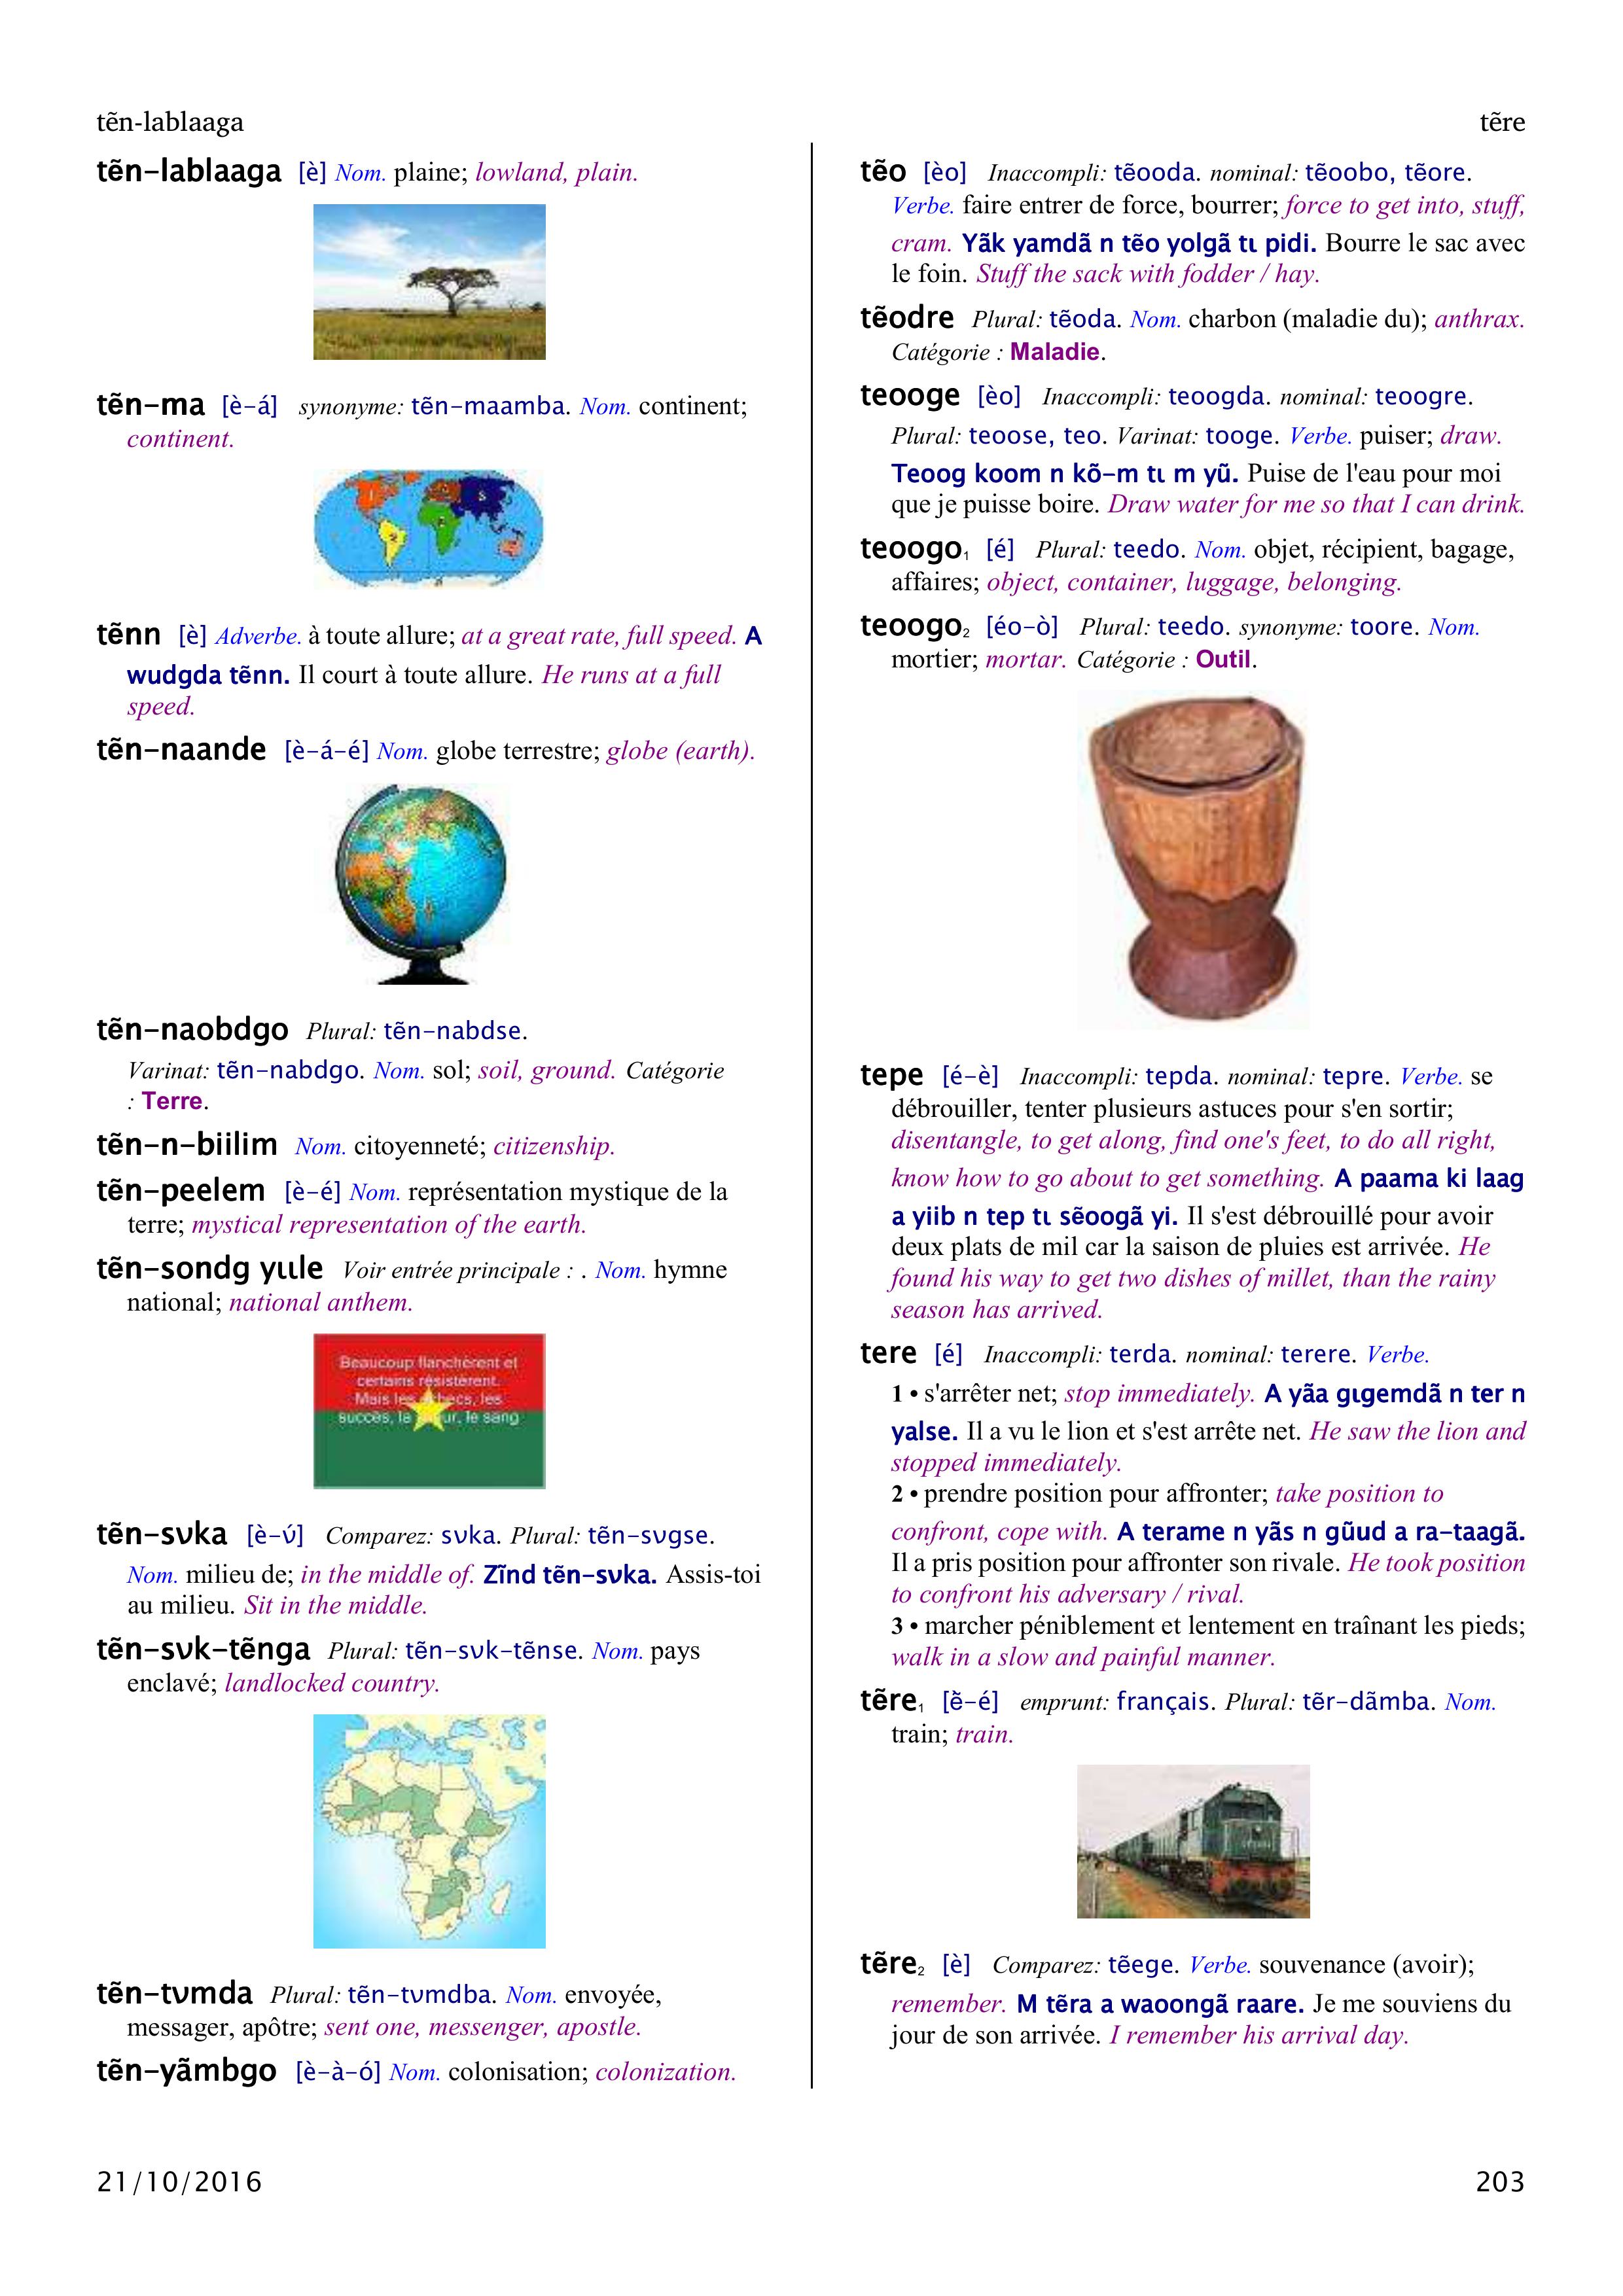 tẽn-lablaaga
tẽre
tẽn-lablaaga [è] Nom. plaine; lowland, plain.
tẽn-ma [è-á] synonyme: tẽn-maamba. Nom. continent;
continent.
tẽnn [è] Adverbe. à toute allure; at a great rate, full speed. A
wudgda tẽnn. Il court à toute allure. He runs at a full
speed.
tẽn-naande [è-á-é] Nom. globe terrestre; globe (earth).
tẽn-naobdgo Plural: tẽn-nabdse.
Varinat: tẽn-nabdgo. Nom. sol; soil, ground. Catégorie
: Terre.
tẽn-n-biilim Nom. citoyenneté; citizenship.
tẽn-peelem [è-é] Nom. représentation mystique de la
terre; mystical representation of the earth.
tẽn-sondg yɩɩle Voir entrée principale : . Nom. hymne
national; national anthem.
Beaucoup flanchèrent et
certains résistèrent.
Mais les échecs, les
succès, la sueur, le sang
tẽn-sʋka [è-ʋ́] Comparez: sʋka. Plural: tẽn-sʋgse.
Nom. milieu de; in the middle of. Zĩnd tẽn-sʋka. Assis-toi
au milieu. Sit in the middle.
tẽn-sʋk-tẽnga Plural: tẽn-sʋk-tẽnse. Nom. pays
enclavé; landlocked country.
tẽn-tʋmda Plural: tẽn-tʋmdba. Nom. envoyée,
messager, apôtre; sent one, messenger, apostle.
tẽn-yãmbgo [è-à-ó] Nom. colonisation; colonization.
tẽo [èo] Inaccompli: tẽooda. nominal: tẽoobo, tẽore.
Verbe. faire entrer de force, bourrer; force to get into, stuff,
cram. Yãk yamdã n tẽo yolgã tɩ pidi. Bourre le sac avec
le foin. Stuff the sack with fodder / hay.
tẽodre Plural: tẽoda. Nom. charbon (maladie du); anthrax.
Catégorie : Maladie.
teooge [èo] Inaccompli: teoogda. nominal: teoogre.
Plural: teoose, teo. Varinat: tooge. Verbe. puiser; draw.
Teoog koom n kõ-m tɩ m yũ. Puise de l'eau pour moi
que je puisse boire. Draw water for me so that I can drink.
teoogo₁ [é] Plural: teedo. Nom. objet, récipient, bagage,
affaires; object, container, luggage, belonging.
teoogo₂ [éo-ò] Plural: teedo. synonyme: toore. Nom.
mortier; mortar. Catégorie : Outil.
tepe [é-è] Inaccompli: tepda. nominal: tepre. Verbe. se
débrouiller, tenter plusieurs astuces pour s'en sortir;
disentangle, to get along, find one's feet, to do all right,
know how to go about to get something. A paama ki laag
a yiib n tep tɩ sẽoogã yi. Il s'est débrouillé pour avoir
deux plats de mil car la saison de pluies est arrivée. He
found his way to get two dishes of millet, than the rainy
season has arrived.
tere [é] Inaccompli: terda. nominal: terere. Verbe.
1 • s'arrêter net; stop immediately. A yãa gɩgemdã n ter n
yalse. Il a vu le lion et s'est arrête net. He saw the lion and
stopped immediately.
2 • prendre position pour affronter; take position to
confront, cope with. A terame n yãs n gũud a ra-taagã.
Il a pris position pour affronter son rivale. He took position
to confront his adversary / rival.
3 • marcher péniblement et lentement en traînant les pieds;
walk in a slow and painful manner.
tẽre₁ [ẽ̀-é] emprunt: français. Plural: tẽr-dãmba. Nom.
train; train.
tẽre₂ [è] Comparez: tẽege. Verbe. souvenance (avoir);
remember. M tẽra a waoongã raare. Je me souviens du
jour de son arrivée. I remember his arrival day.
21/10/2016
203